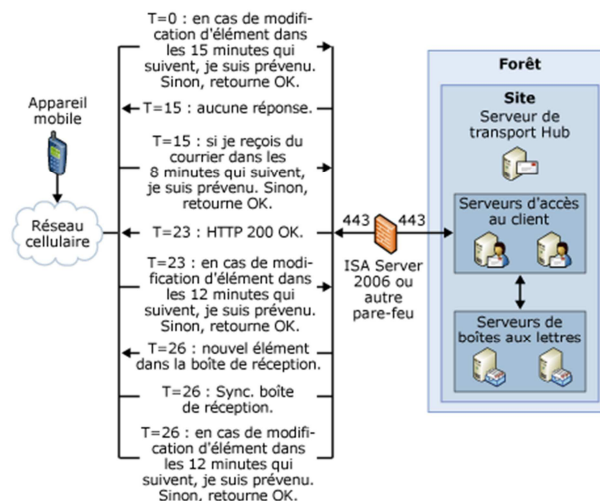 T=0 : en cas de modifi-
cation d'élément dans
les 15 minutes qui
suivent, je suis prévenu.
Sinon, retourne OK.
T=15 : aucune réponse.
T=15 : si je reçois du
courrier dans les
8 minutes qui suivent,
je suis prévenu. Sinon,
retourne OK.
T=23 : HTTP 200 OK.
T=23 : en cas de modi-
fication d'élément dans
les 12 minutes qui
suivent, je suis prévenu.
Sinon, retourne OK.
T=26 : nouvel élément
dans la boîte de réception.
T=26 : Sync. boîte
de réception.
T=26 : en cas de modifi-
cation d'élément dans
les 12 minutes qui
suivent, je suis prévenu.
Sinon, retourne OK.
Appareil
mobile
Réseau
cellulaire
443 443
ISA Server
2006 ou
autre
pare-feu
Forêt
Site
Serveur de
transport Hub
Serveurs d'accès
au client
Serveurs de
boîtes aux lettres